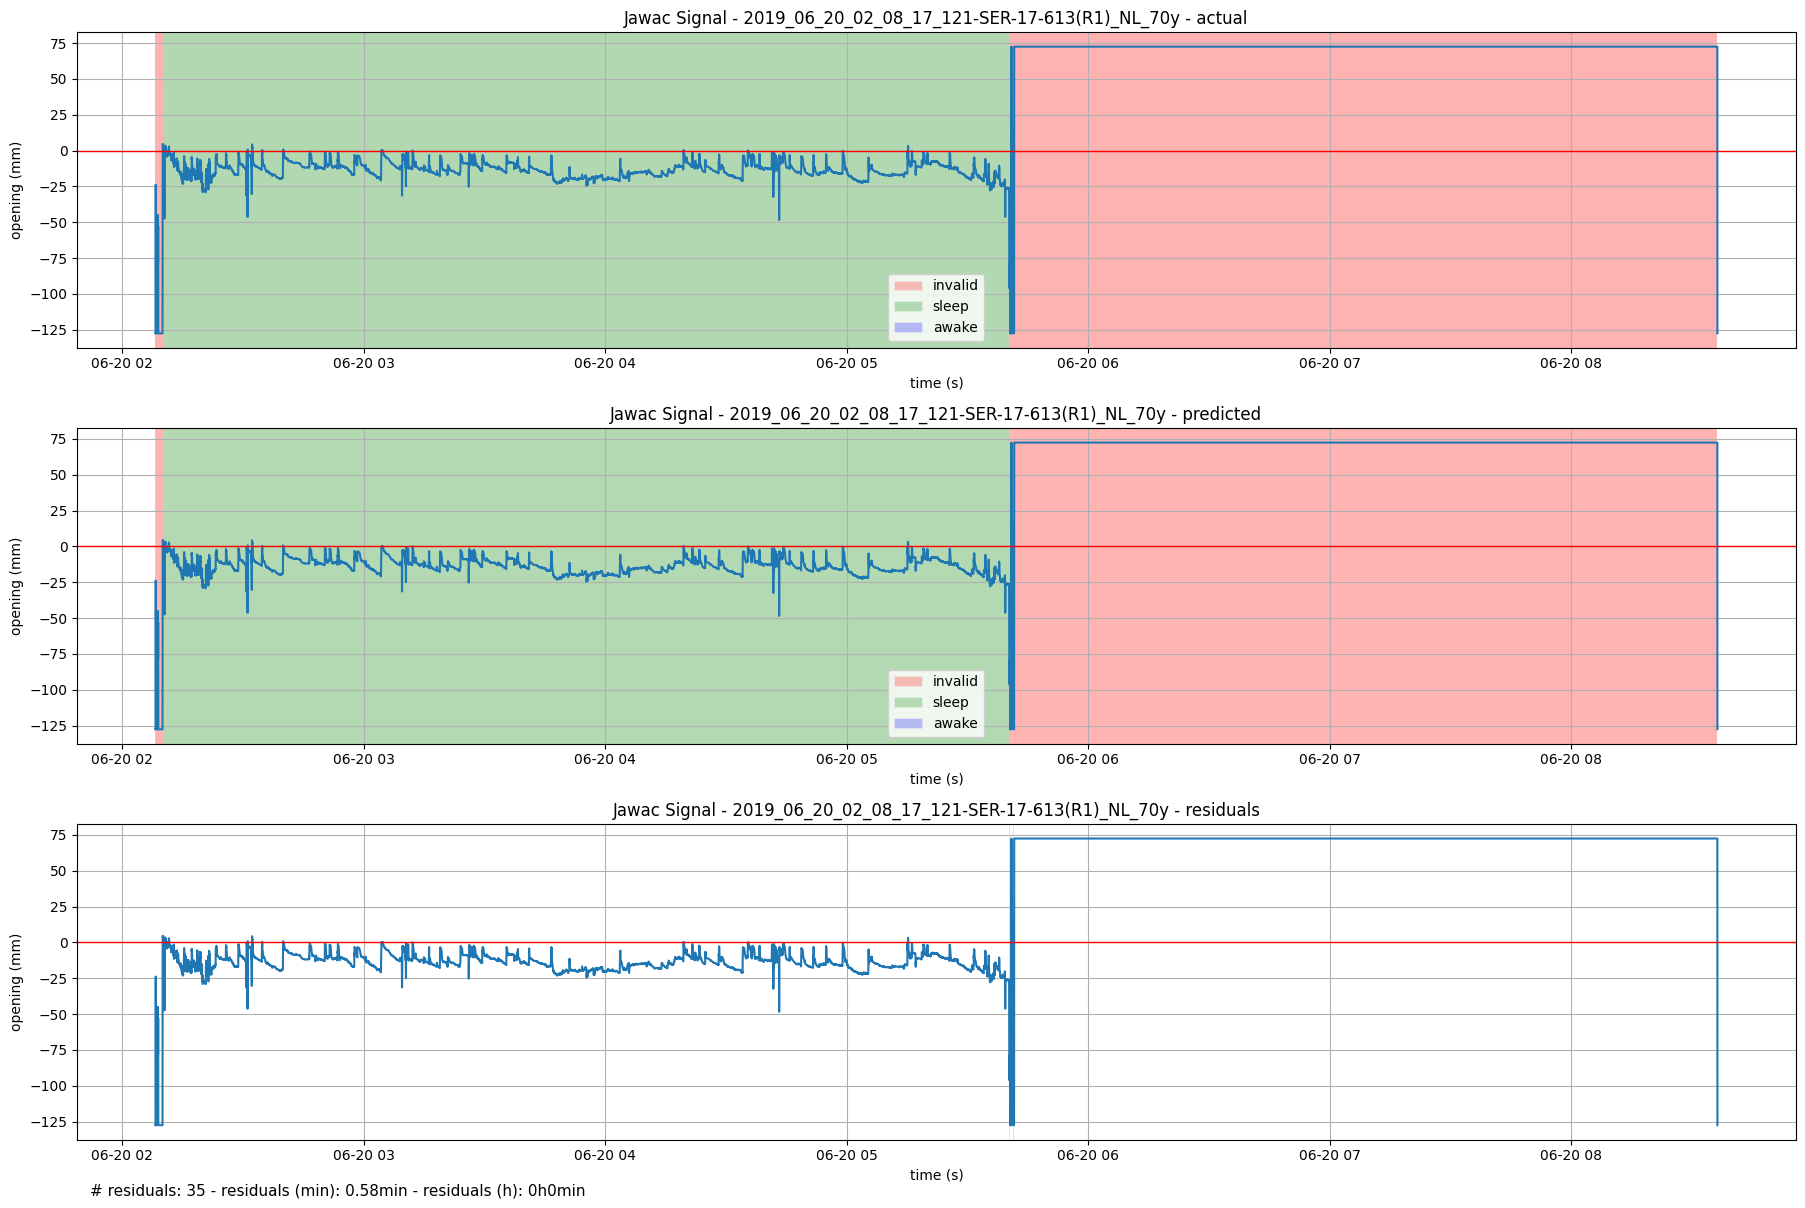 Jawac Signal - 2019_06_20_02_08_17_121-SER-17-613(R1)_NL_70y - actual
75
50
25
0
−25
−50
−75
−100
−125
opening (mm)
invalid
sleep
awake
06-20 02 06-20 03 06-20 04 06-20 05 06-20 06 06-20 07 06-20 08
time (s)
Jawac Signal - 2019_06_20_02_08_17_121-SER-17-613(R1)_NL_70y - predicted
75
50
25
0
−25
−50
−75
−100
−125
opening (mm)
invalid
sleep
awake
06-20 02 06-20 03 06-20 04 06-20 05 06-20 06 06-20 07 06-20 08
time (s)
Jawac Signal - 2019_06_20_02_08_17_121-SER-17-613(R1)_NL_70y - residuals
75
50
25
0
−25
−50
−75
−100
−125
opening (mm)
06-20 02 06-20 03 06-20 04 06-20 05 06-20 06 06-20 07 06-20 08
time (s)
# residuals: 35 - residuals (min): 0.58min - residuals (h): 0h0min